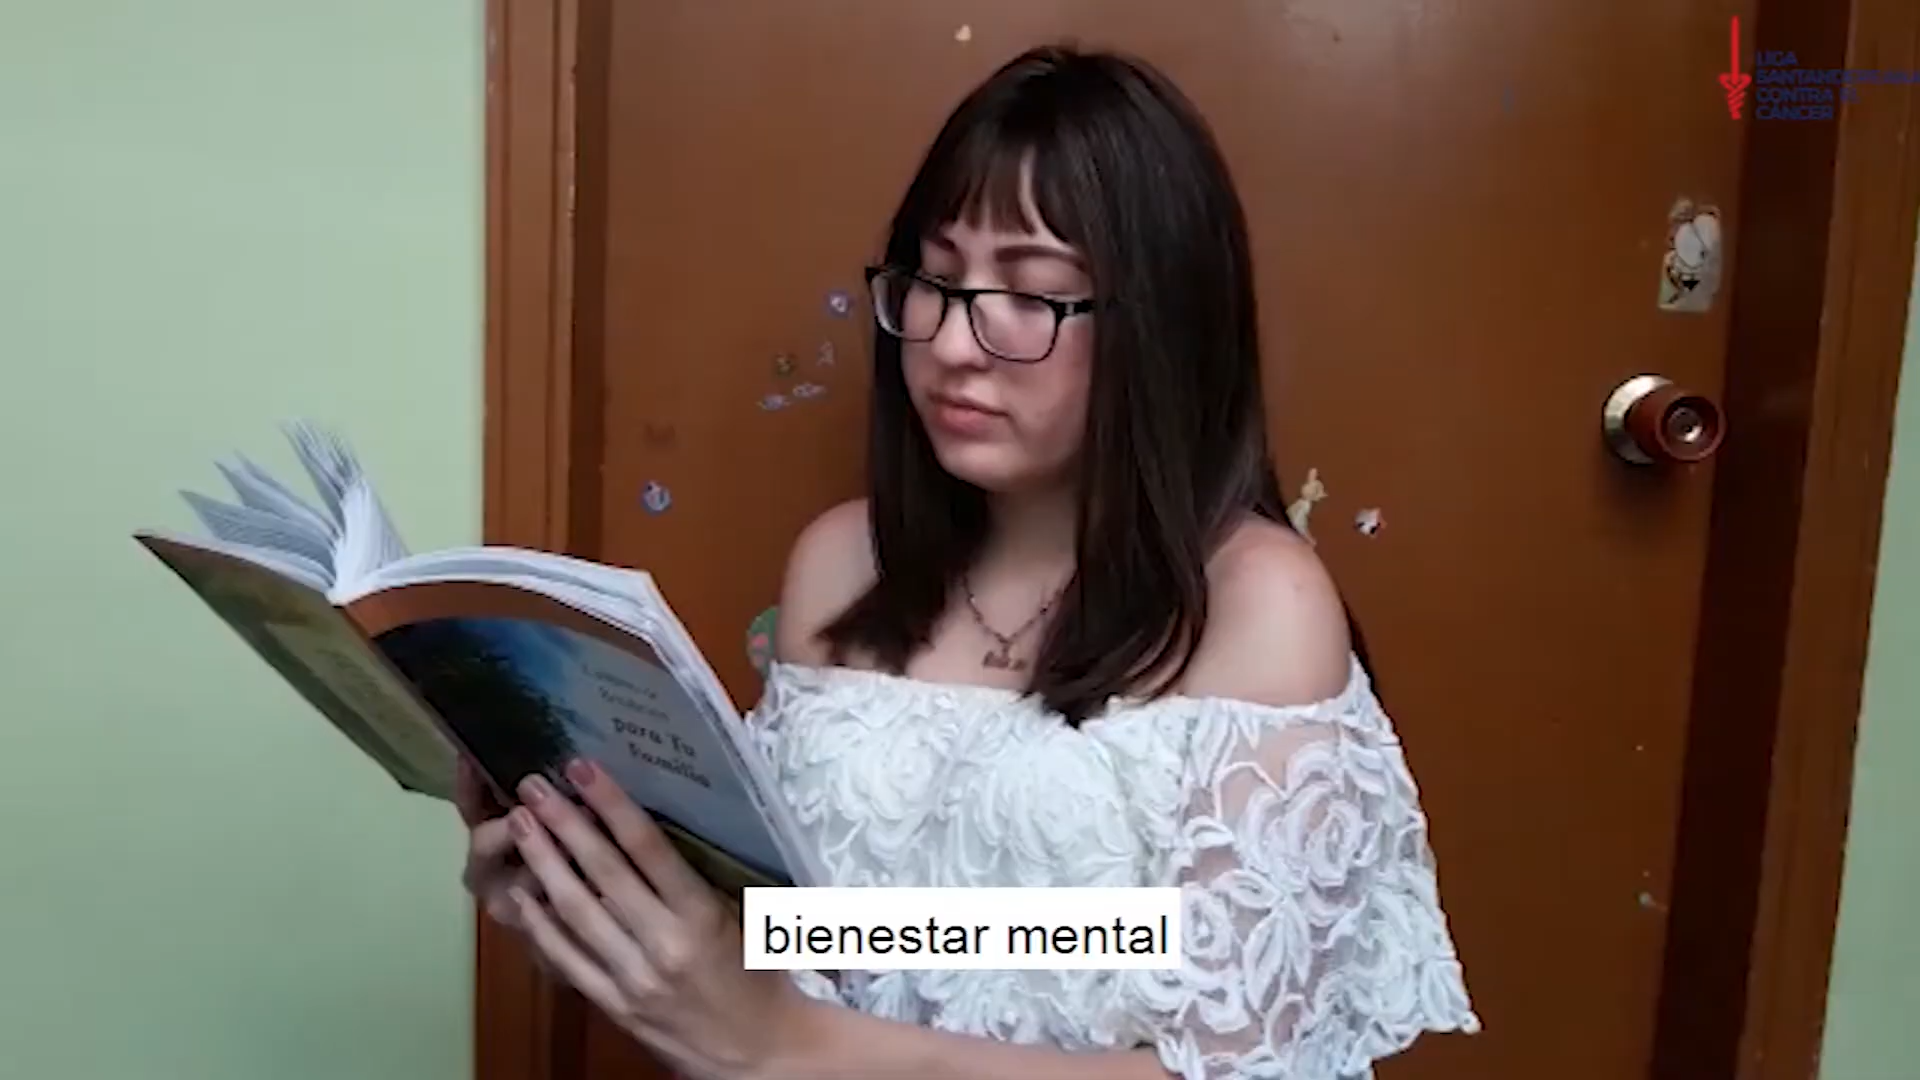 LIGA
SANTANDEREANA
CONTRA EL
CÁNCER
para Tu
Familia
bienestar mental